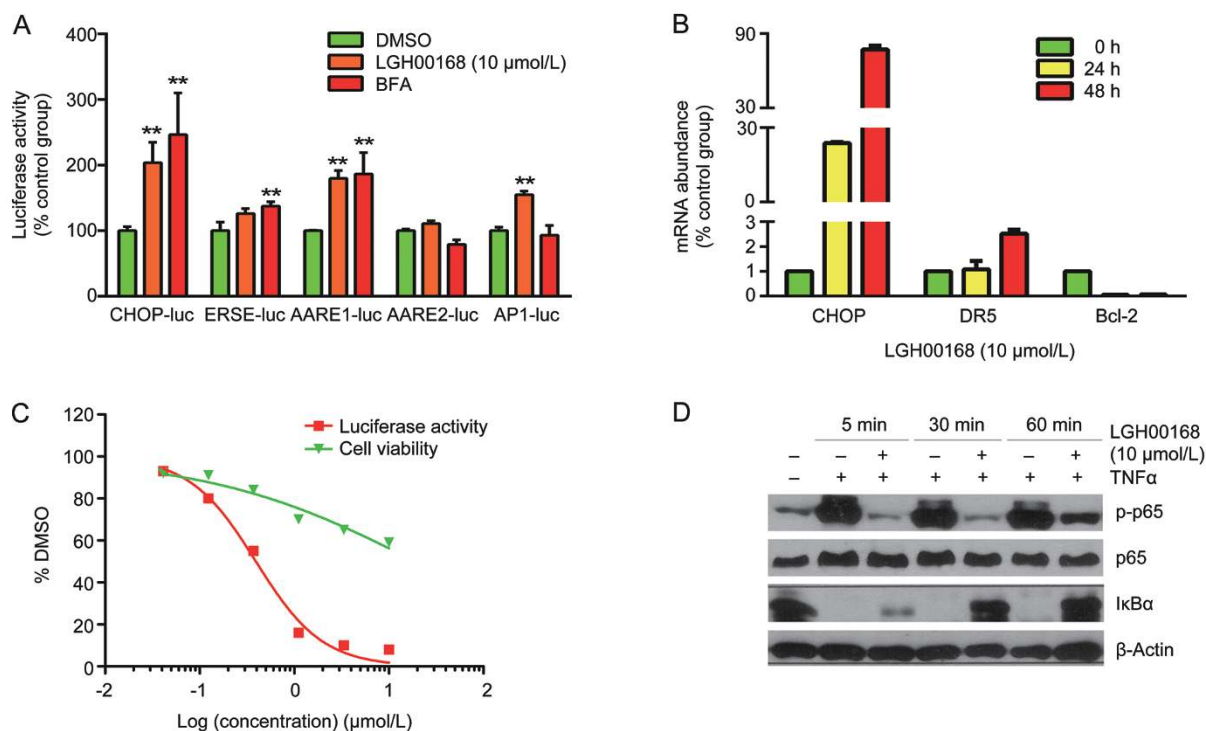 A
Luciferase activity
(% control group)
400
300
200
100
0
DMSO
LGH00168 (10 μmol/L)
BFA
** ** ** ** ** **
CHOP-luc ERSE-luc AARE1-luc AARE2-luc AP1-luc
B
mRNA abundance
(% control group)
90
30
30
0
3
2
1
0
0 h
24 h
48 h
CHOP DR5 Bcl-2
LGH00168 (10 μmol/L)
C
% DMSO
120
100
80
60
40
20
0
Luciferase activity
Cell viability
-2 -1 0 1 2
Log (concentration) (μmol/L)
D
5 min 30 min 60 min
– – + – + – + LGH00168 (10 μmol/L)
– + + + + + + TNFα
p-p65
p65
IκBα
β-Actin